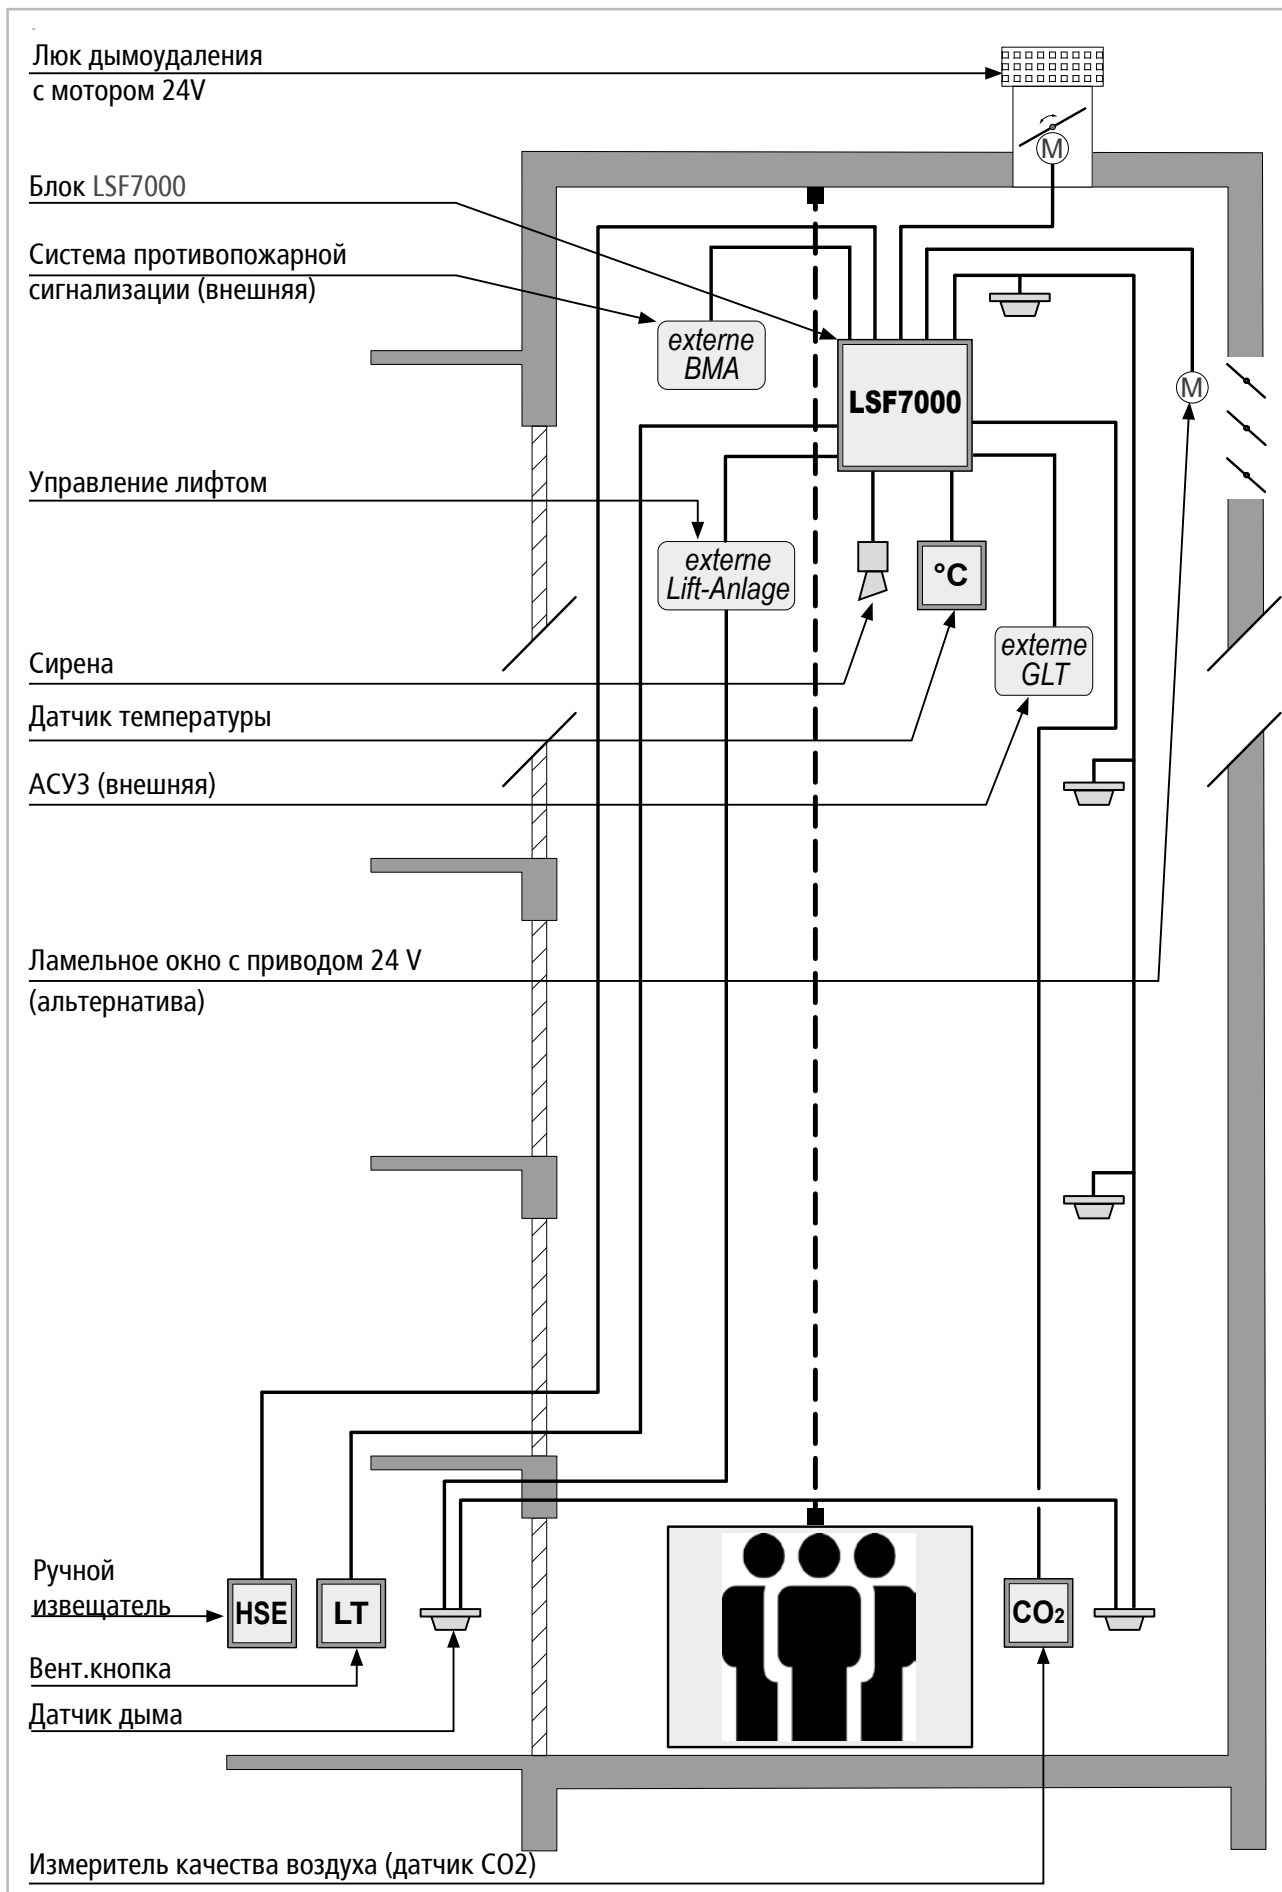 Люк дымоудаления
с мотором 24V
M
Блок LSF7000
Система противопожарной
сигнализации (внешняя)
externe
BMA
LSF7000
M
Управление лифтом
externe
Lift-Anlage
°C
externe
GLT
Сирена
Датчик температуры
АСУЗ (внешняя)
Ламельное окно с приводом 24 V
(альтернатива)
Ручной
извещатель
HSE
LT
CO2
Вент.кнопка
Датчик дыма
Измеритель качества воздуха (датчик CO2)